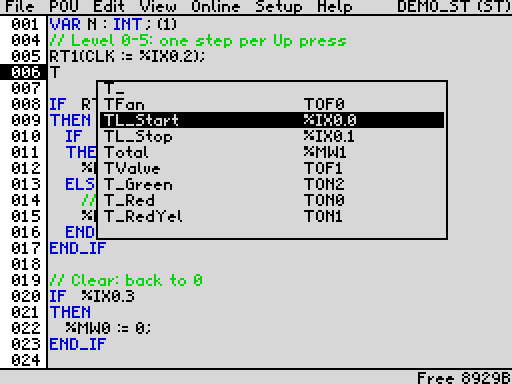 File POU Edit View Online Setup Help DEMO_ST (ST)
001 VAR N : INT; (1)
004 // Level 0-5: one step per Up press
005 RT1(CLK := %IX0.2);
006 T
007 T_
008 IF RT TFan TOF0
009 THEN TL_Start %IX0.0
010 IF TL_Stop %IX0.1
011 THE Total %MW1
012 %M TValue TOF1
013 ELS T_Green TON2
014 // T_Red TON0
015 %M T_RedYel TON1
016 END
017 END_IF
018
019 // Clear: back to 0
020 IF %IX0.3
021 THEN
022 %MW0 := 0;
023 END_IF
024
Free 8929B